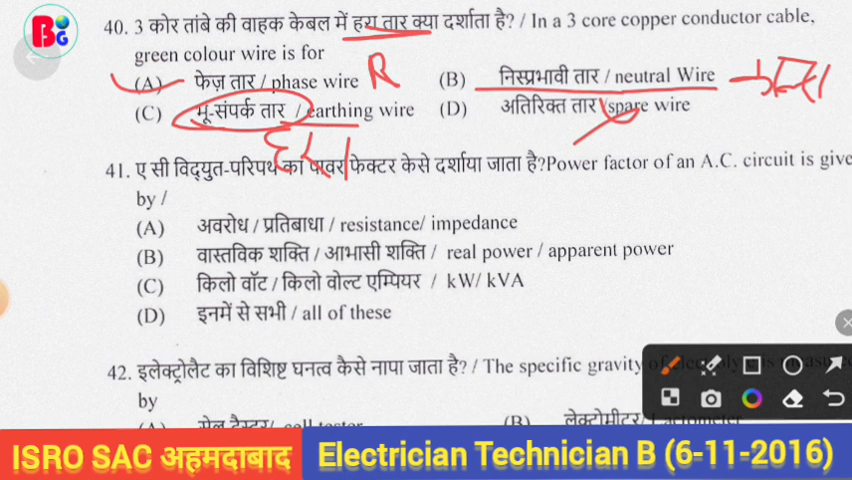 BGG
40. 3 कोर तांबे की वाहक केबल में हरा तार क्या दर्शाता है? / In a 3 core copper conductor cable,
green colour wire is for
(A) फेज़ तार / phase wire R (B) निस्प्रभावी तार / neutral Wire
(C) भू-संपर्क तार / earthing wire (D) अतिरिक्त तार \spare wire
41. ए सी विद्युत-परिपथ का पावर फेक्टर केसे दर्शाया जाता है?Power factor of an A.C. circuit is give
by /
(A) अवरोध / प्रतिबाधा / resistance/ impedance
(B) वास्तविक शक्ति / आभासी शक्ति / real power / apparent power
(C) किलो वॉट / किलो वोल्ट एम्पियर / kW/ kVA
(D) इनमें से सभी / all of these
42. इलेक्ट्रोलैट का विशिष्ट घनत्व कैसे नापा जाता है? / The specific gravity
by
(B)
ISRO SAC अहमदाबाद Electrician Technician B (6-11-2016)